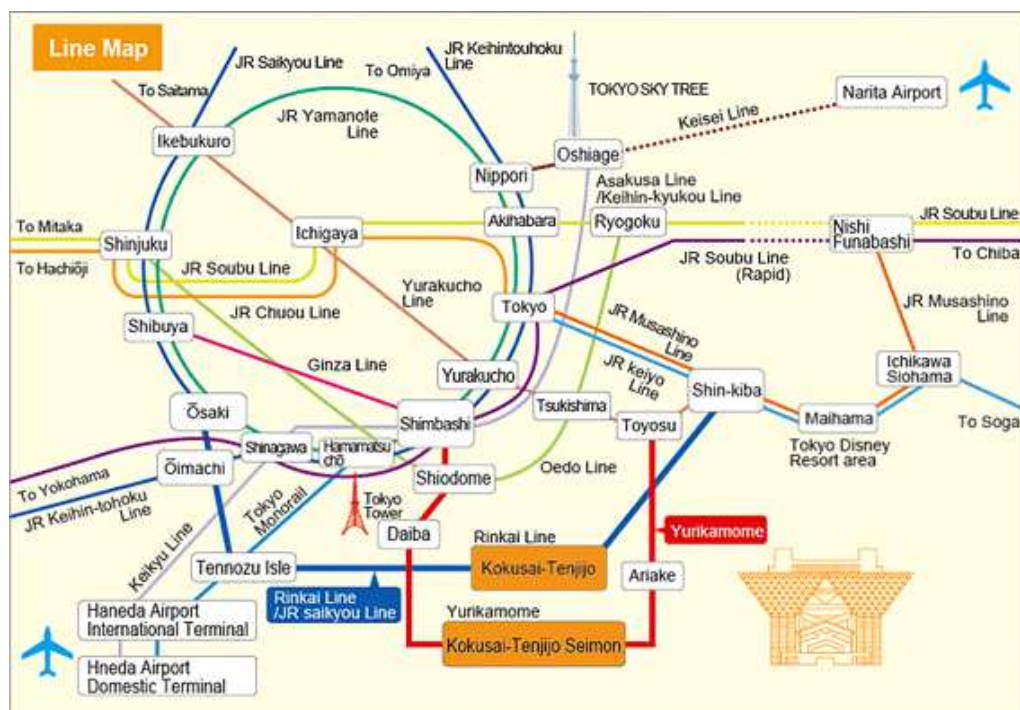 Line Map
JR Saikyou Line
JR Keihintouhoku
Line
To Omiya
To Saitama
TOKYO SKY TREE
Narita Airport
Keisei Line
JR Yamanote
Line
Ikebukuro
Oshiage
Nippori
Asakusa Line
/Keihin-kyukou Line
To Mitaka
Shinjuku
Ichigaya
Akihabara
Ryogoku
Nishi
Funabashi
JR Soubu Line
To Hachiōji
JR Soubu Line
JR Soubu Line
(Rapid)
To Chiba
Yurakucho
Line
JR Chuou Line
Tokyo
JR Musashino
Line
JR Musashino
Line
Shibuya
Ginza Line
JR keiyo
Line
Yurakucho
Shin-kiba
Ichikawa
Siohama
Ōsaki
Tsukishima
Shimbashi
Toyosu
Maihama
To Soga
Shinagawa
Hamamatsu
chō
Tokyo Disney
Resort area
Ōimachi
Shiodome
Oedo Line
To Yokohama
JR Keihin-tohoku
Line
Tokyo
Monorail
Tokyo
Tower
Keikyu Line
Daiba
Rinkai Line
Yurikamome
Tennozu Isle
Kokusai-Tenjijo
Ariake
Rinkai Line
/JR saikyou Line
Haneda Airport
International Terminal
Yurikamome
Kokusai-Tenjijo Seimon
Hneda Airport
Domestic Terminal